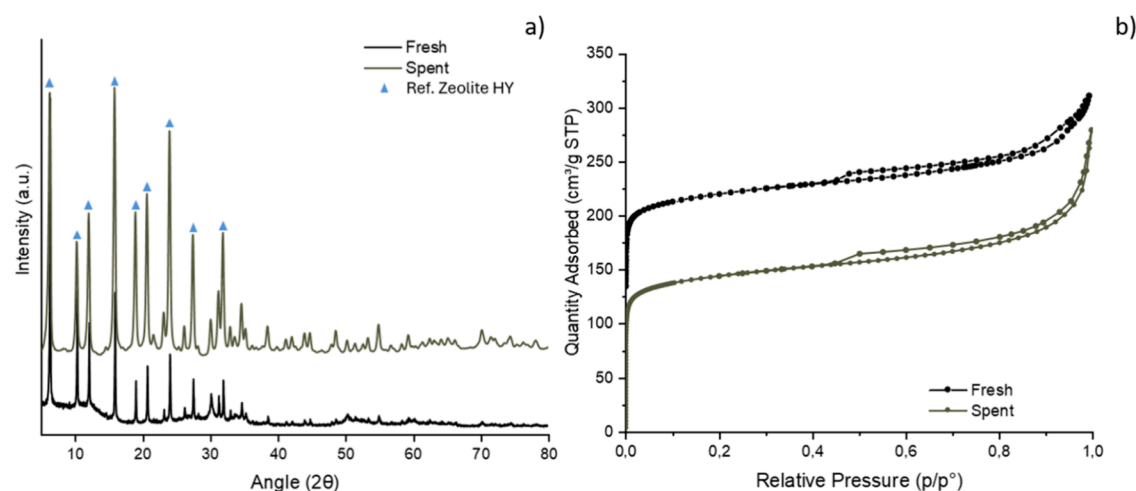 a)
Fresh
Spent
Ref. Zeolite HY
Intensity (a.u.)
10 20 30 40 50 60 70 80
Angle (2θ)
b)
350
300
250
200
150
100
50
0
Quantity Adsorbed (cm³/g STP)
Fresh
Spent
0,0 0,2 0,4 0,6 0,8 1,0
Relative Pressure (p/p°)